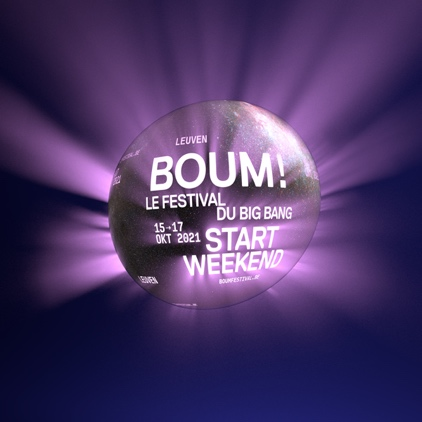 LEUVEN
BOUM!
LE FESTIVAL
DU BIG BANG
15→17
OKT 2021
START
WEEKEND
BOUMFESTIVAL.BE
LEUVEN